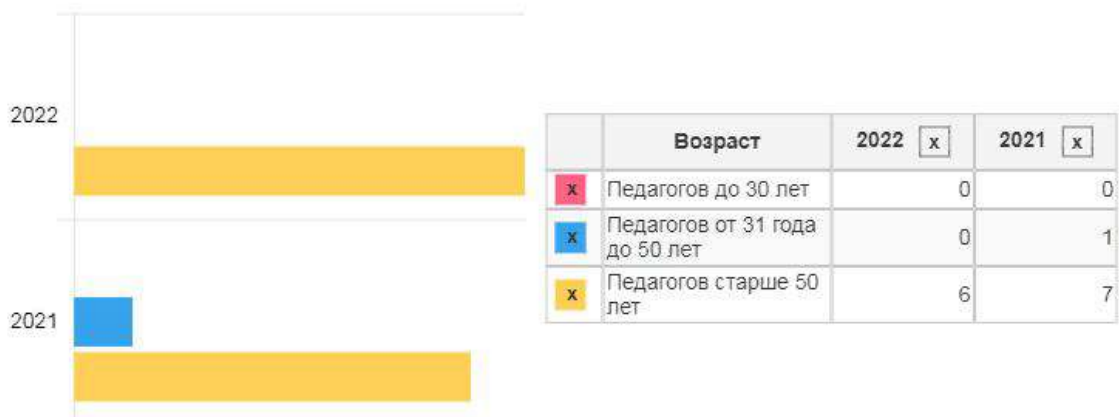 2022
2021
Возраст 2022 x 2021 x
x Педагогов до 30 лет 0 0
x Педагогов от 31 года
до 50 лет 0 1
x Педагогов старше 50
лет 6 7